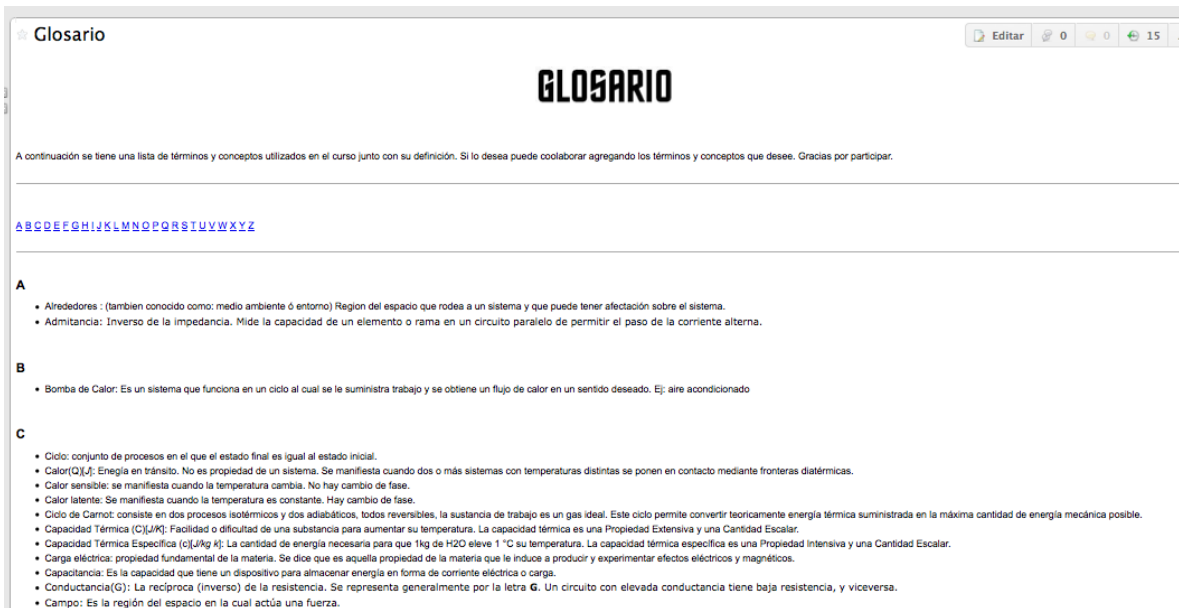 Glosario
Editar 0 0 15
GLOSARIO
A continuación se tiene una lista de términos y conceptos utilizados en el curso junto con su definición. Si lo desea puede coolaborar agregando los términos y conceptos que desee. Gracias por participar.
A B C D E F G H I J K L M N O P Q R S T U V W X Y Z
A
• Alrededores : (tambien conocido como: medio ambiente ó entorno) Region del espacio que rodea a un sistema y que puede tener afectación sobre el sistema.
• Admitancia: Inverso de la impedancia. Mide la capacidad de un elemento o rama en un circuito paralelo de permitir el paso de la corriente alterna.
B
• Bomba de Calor: Es un sistema que funciona en un ciclo al cual se le suministra trabajo y se obtiene un flujo de calor en un sentido deseado. Ej: aire acondicionado
C
• Ciclo: conjunto de procesos en el que el estado final es igual al estado inicial.
• Calor(Q)[J]: Enegía en tránsito. No es propiedad de un sistema. Se manifiesta cuando dos o más sistemas con temperaturas distintas se ponen en contacto mediante fronteras diatérmicas.
• Calor sensible: se manifiesta cuando la temperatura cambia. No hay cambio de fase.
• Calor latente: Se manifiesta cuando la temperatura es constante. Hay cambio de fase.
• Ciclo de Carnot: consiste en dos procesos isotérmicos y dos adiabáticos, todos reversibles, la sustancia de trabajo es un gas ideal. Este ciclo permite convertir teoricamente energía térmica suministrada en la máxima cantidad de energía mecánica posible.
• Capacidad Térmica (C)[J/K]: Facilidad o dificultad de una substancia para aumentar su temperatura. La capacidad térmica es una Propiedad Extensiva y una Cantidad Escalar.
• Capacidad Térmica Específica (c)[J/kg k]: La cantidad de energía necesaria para que 1kg de H2O eleve 1 °C su temperatura. La capacidad térmica específica es una Propiedad Intensiva y una Cantidad Escalar.
• Carga eléctrica: propiedad fundamental de la materia. Se dice que es aquella propiedad de la materia que le induce a producir y experimentar efectos eléctricos y magnéticos.
• Capacitancia: Es la capacidad que tiene un dispositivo para almacenar energía en forma de corriente eléctrica o carga.
• Conductancia(G): La recíproca (inverso) de la resistencia. Se representa generalmente por la letra G. Un circuito con elevada conductancia tiene baja resistencia, y viceversa.
• Campo: Es la región del espacio en la cual actúa una fuerza.